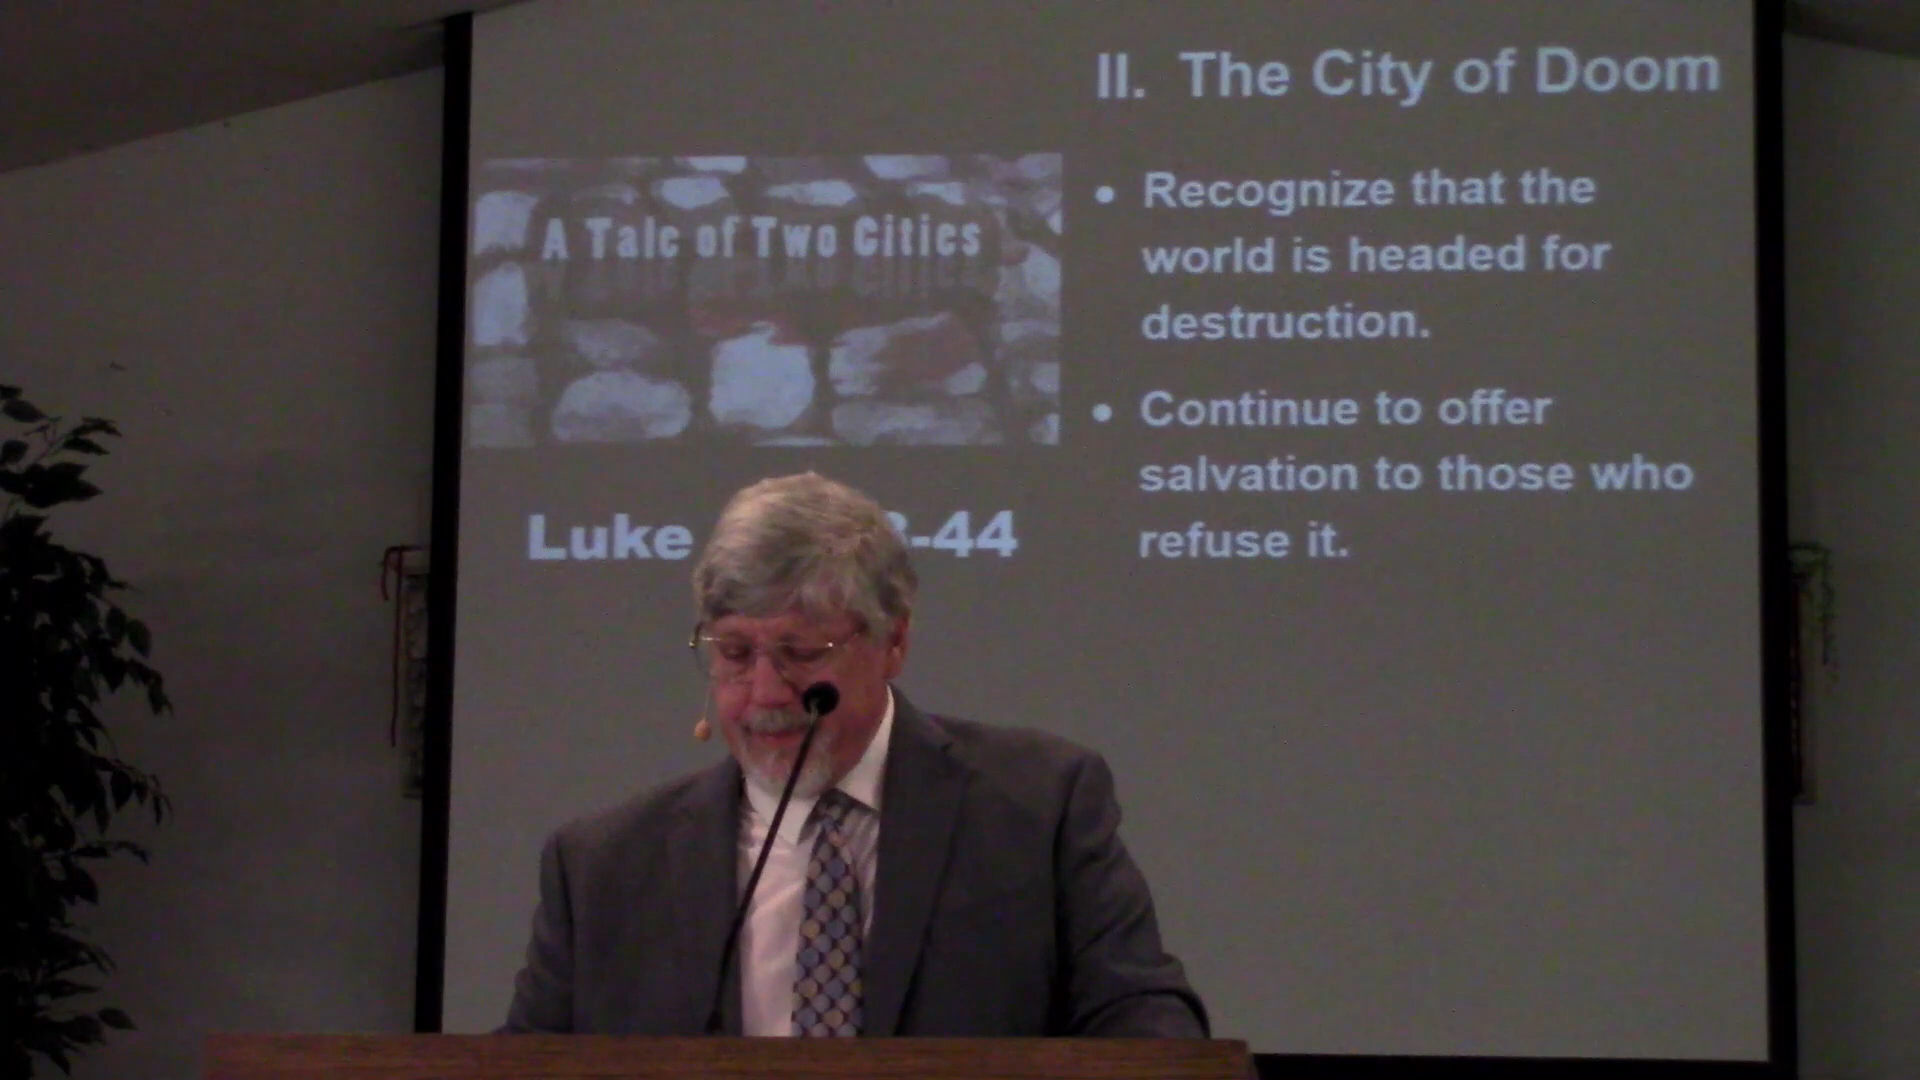 II. The City of Doom
A Tale of Two Cities
Luke -44
• Recognize that the
world is headed for
destruction.
• Continue to offer
salvation to those who
refuse it.